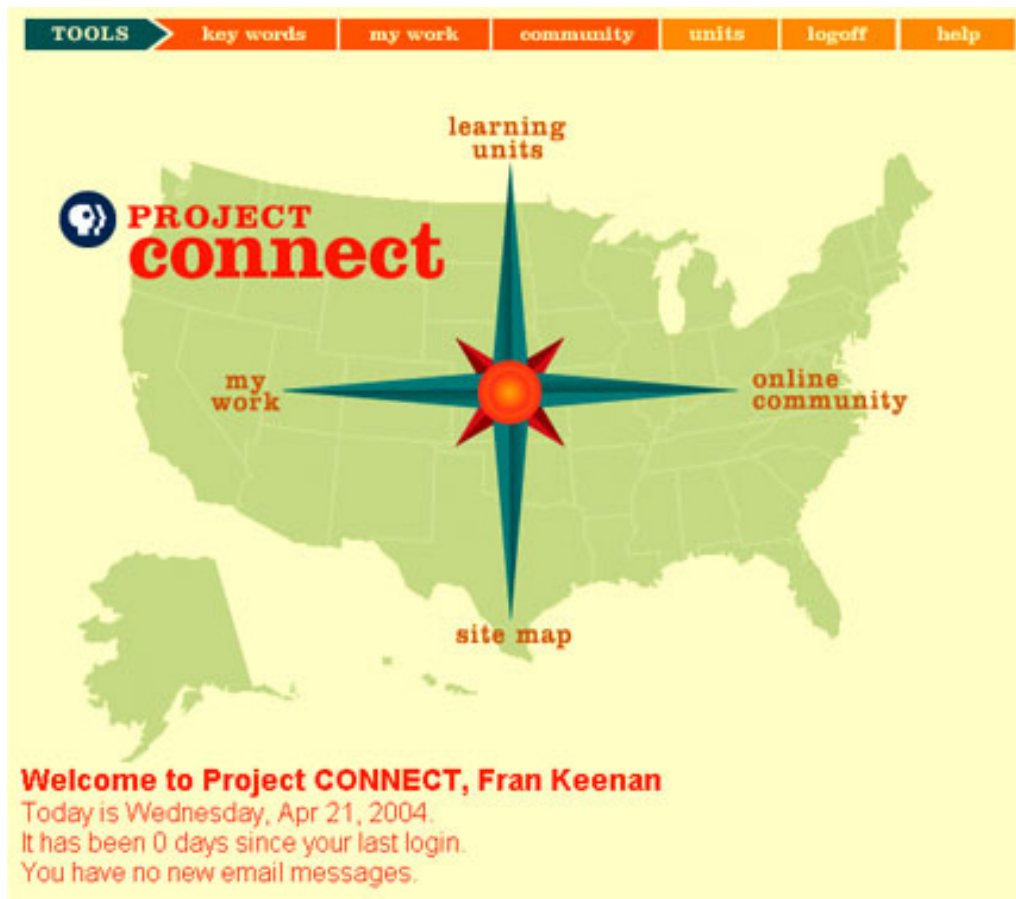 TOOLS key words my work community units logoff help
learning
units
PROJECT
connect
my
work
online
community
site map
Welcome to Project CONNECT, Fran Keenan
Today is Wednesday, Apr 21, 2004.
It has been 0 days since your last login.
You have no new email messages.